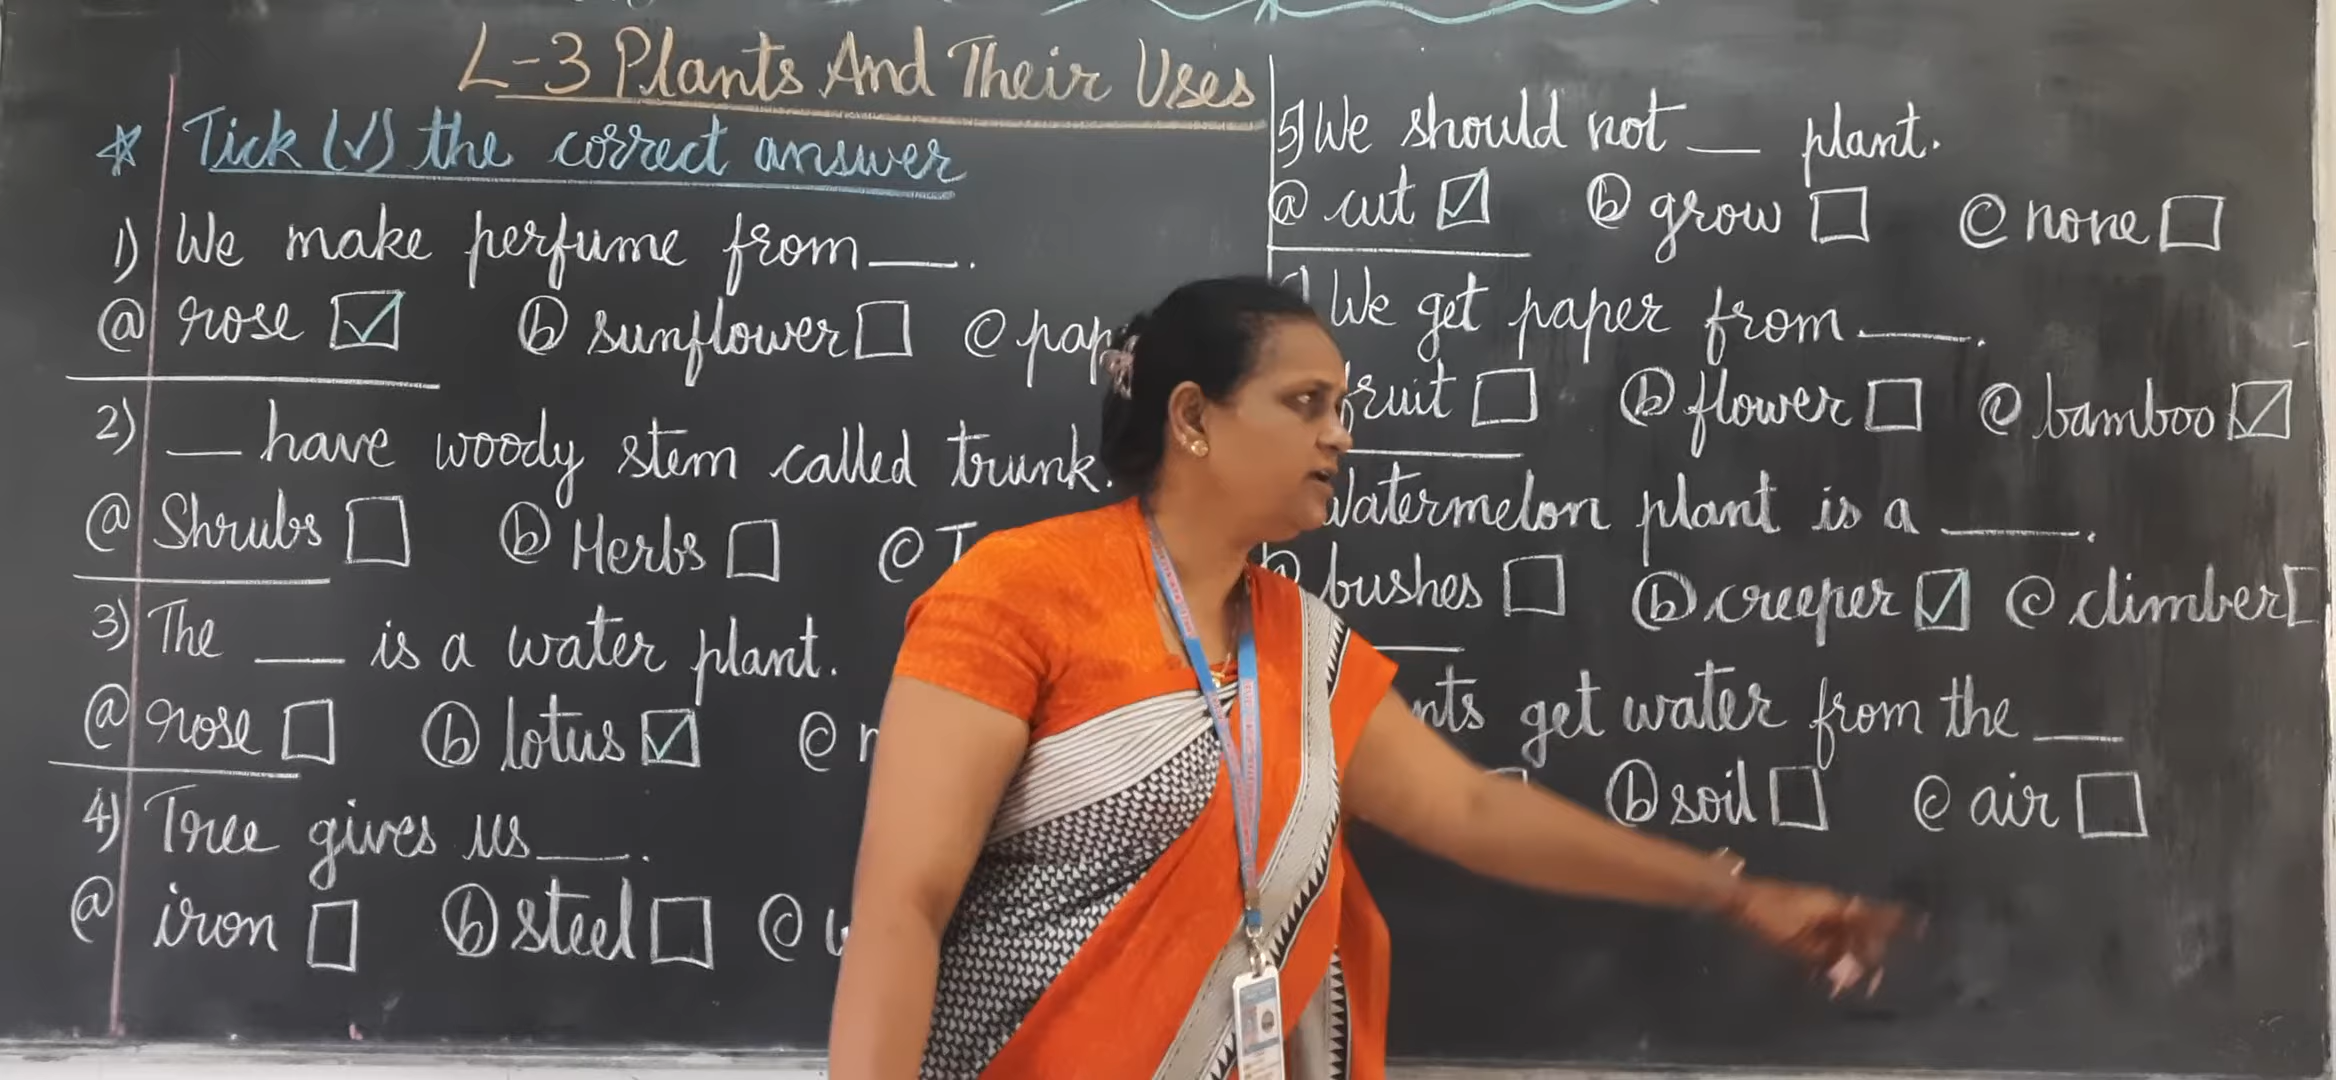 L-3 Plants And Their Uses
Tick (✓) the correct answer
1) We make perfume from ___.
ⓐ rose ☑ ⓑ sunflower ☐ ⓒ
2) ___ have woody stem called trunk.
ⓐ Shrubs ☐ ⓑ Herbs ☐ ⓒ
3) The ___ is a water plant.
ⓐ rose ☐ ⓑ lotus ☑ ⓒ
4) Tree gives us ___.
ⓐ iron ☐ ⓑ steel ☐ ⓒ
5) We should not ___ plant.
ⓐ cut ☑ ⓑ grow ☐ ⓒ none ☐
We get paper from ___.
fruit ☐ ⓑ flower ☐ ⓒ bamboo ☑
Watermelon plant is a ___.
bushes ☐ ⓑ creeper ☑ ⓒ climber ☐
get water from the ___
ⓑ soil ☐ ⓒ air ☐